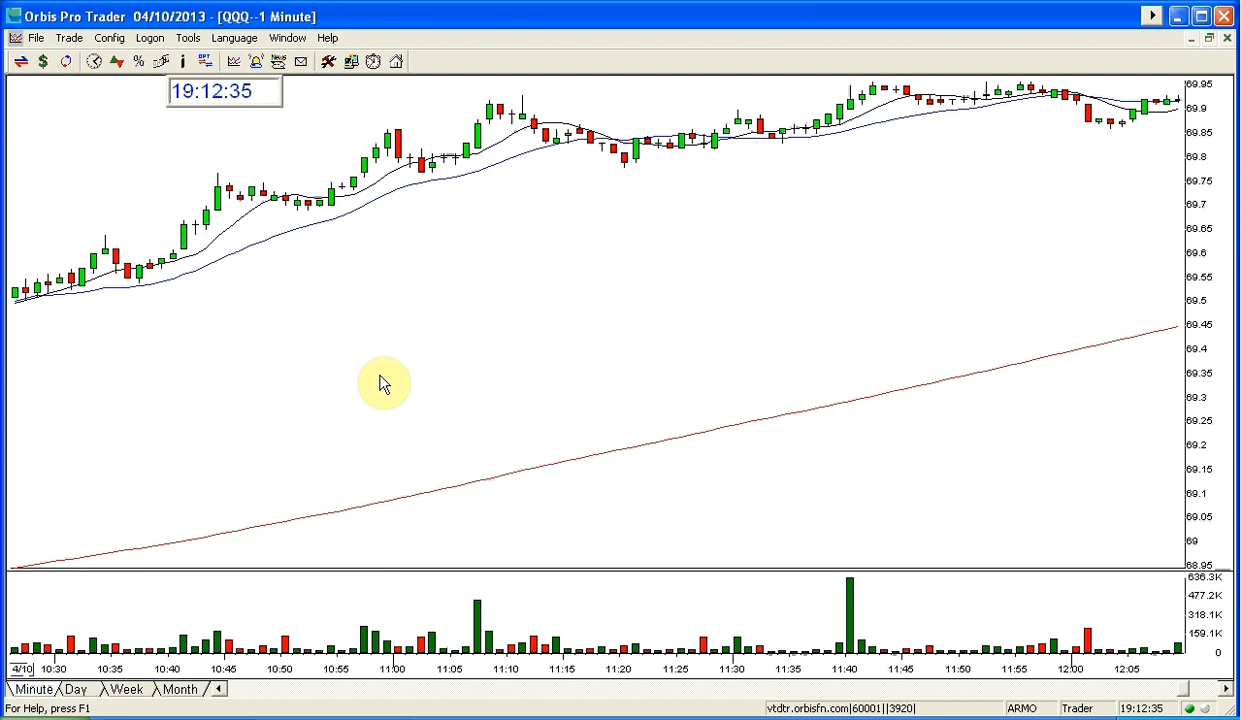 Orbis Pro Trader 04/10/2013 - [QQQ--1 Minute]
File Trade Config Logon Tools Language Window Help
$ % i OPT News
19:12:35
69.95
69.9
69.85
69.8
69.75
69.7
69.65
69.6
69.55
69.5
69.45
69.4
69.35
69.3
69.25
69.2
69.15
69.1
69.05
69
68.95
636.3K
477.2K
318.1K
159.1K
0
4/10 10:30 10:35 10:40 10:45 10:50 10:55 11:00 11:05 11:10 11:15 11:20 11:25 11:30 11:35 11:40 11:45 11:50 11:55 12:00 12:05
Minute Day Week Month
For Help, press F1 vtdtr.orbisfn.com|60001||3920| ARMO Trader 19:12:35